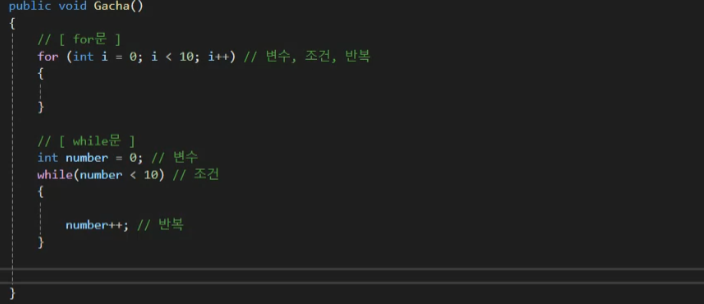 public void Gacha()
{
// [ for문 ]
for (int i = 0; i < 10; i++) // 변수, 조건, 반복
{
}
// [ while문 ]
int number = 0; // 변수
while(number < 10) // 조건
{
number++; // 반복
}
}